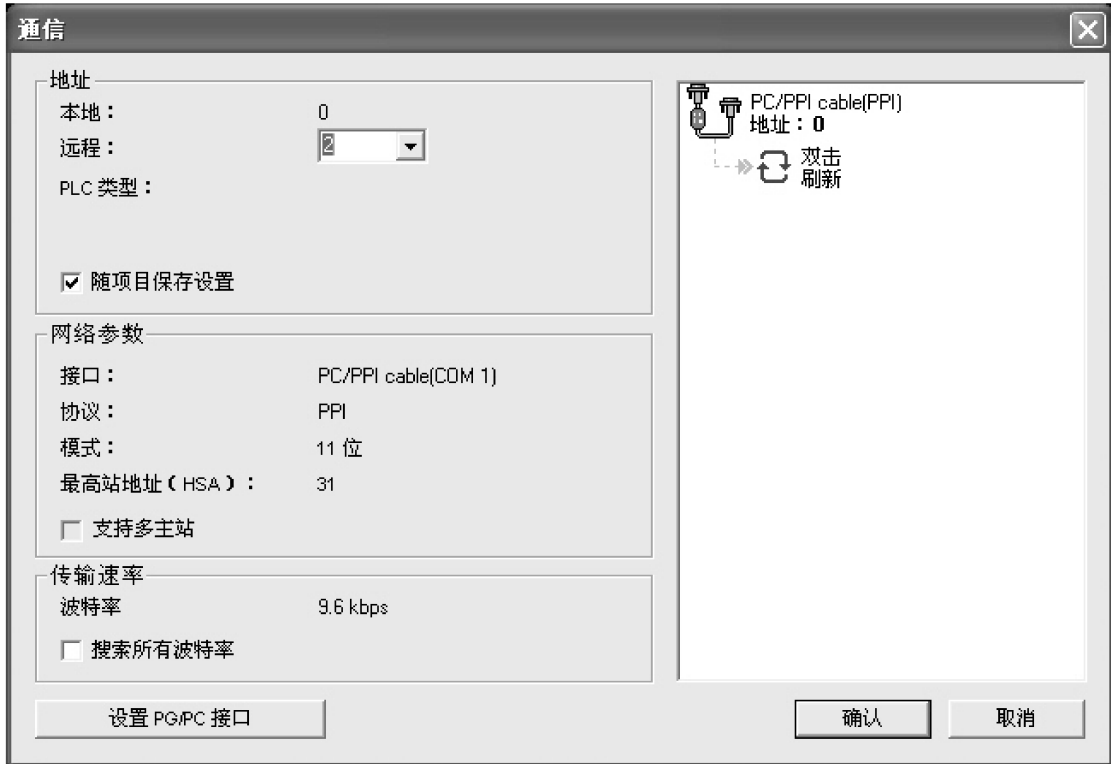 通信
地址
本地： 0
远程： 2
PLC 类型：
随项目保存设置
网络参数
接口： PC/PPI cable(COM 1)
协议： PPI
模式： 11 位
最高站地址（HSA）： 31
支持多主站
传输速率
波特率 9.6 kbps
搜索所有波特率
设置 PG/PC 接口
PC/PPI cable(PPI)
地址：0
双击
刷新
确认
取消